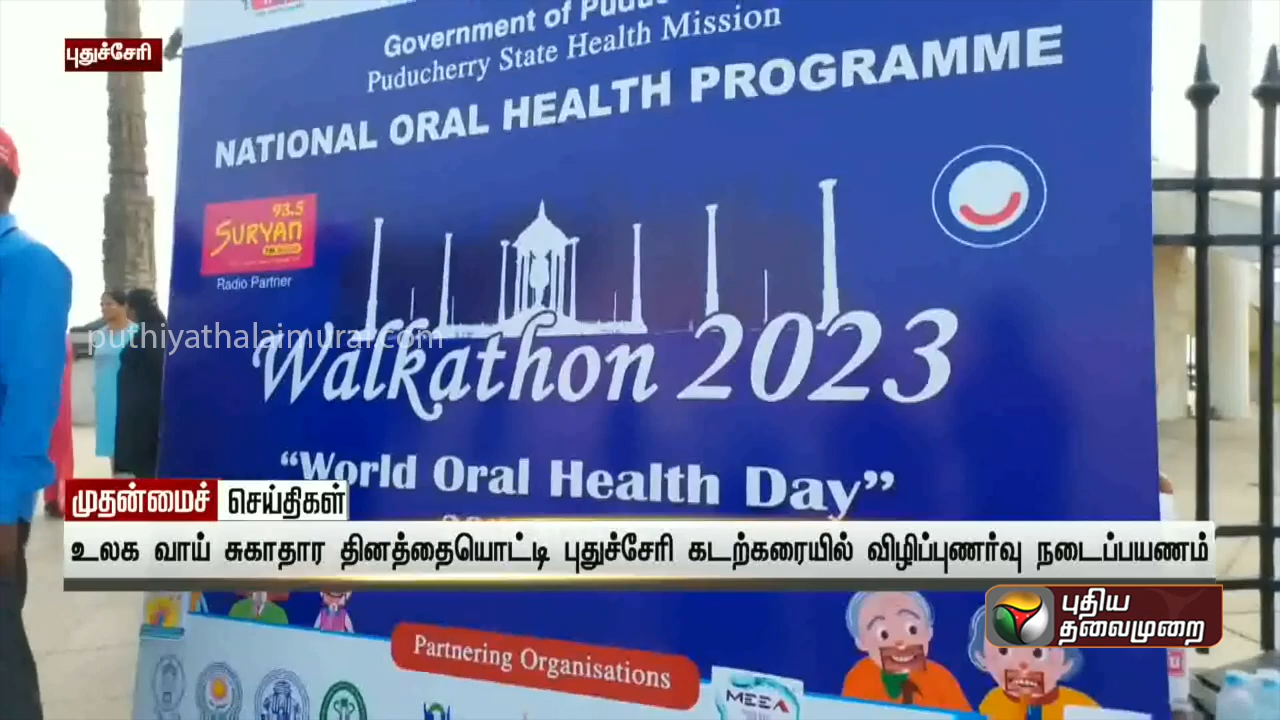 புதுச்சேரி
Government of
Puducherry State Health Mission
NATIONAL ORAL HEALTH PROGRAMME
93.5
SURYAN
Radio Partner
puthiyathalaimurai.com
Walkathon 2023
“World Oral Health Day”
முதன்மைச் செய்திகள்
உலக வாய் சுகாதார தினத்தையொட்டி புதுச்சேரி கடற்கரையில் விழிப்புணர்வு நடைப்பயணம்
புதிய
தலைமுறை
Partnering Organisations
MEEA